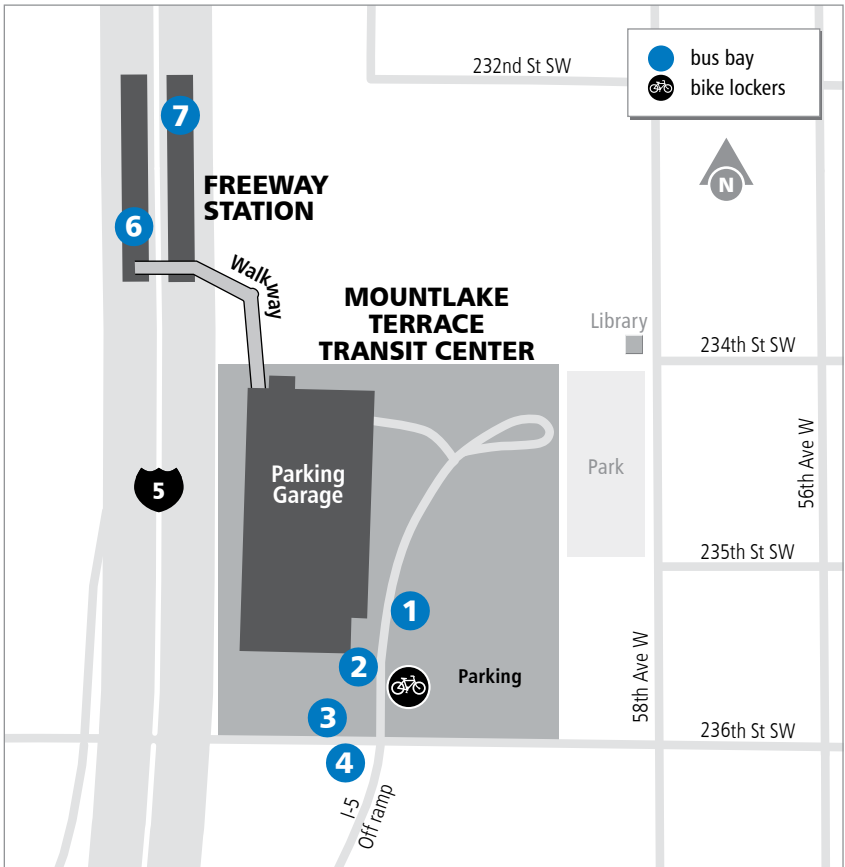 232nd St SW
bus bay
bike lockers
N
7
FREEWAY
STATION
6
Walkway
MOUNTLAKE
TERRACE
TRANSIT CENTER
Library
234th St SW
Parking
Garage
Park
5
56th Ave W
235th St SW
1
2
Parking
58th Ave W
3
236th St SW
4
I-5
Off ramp